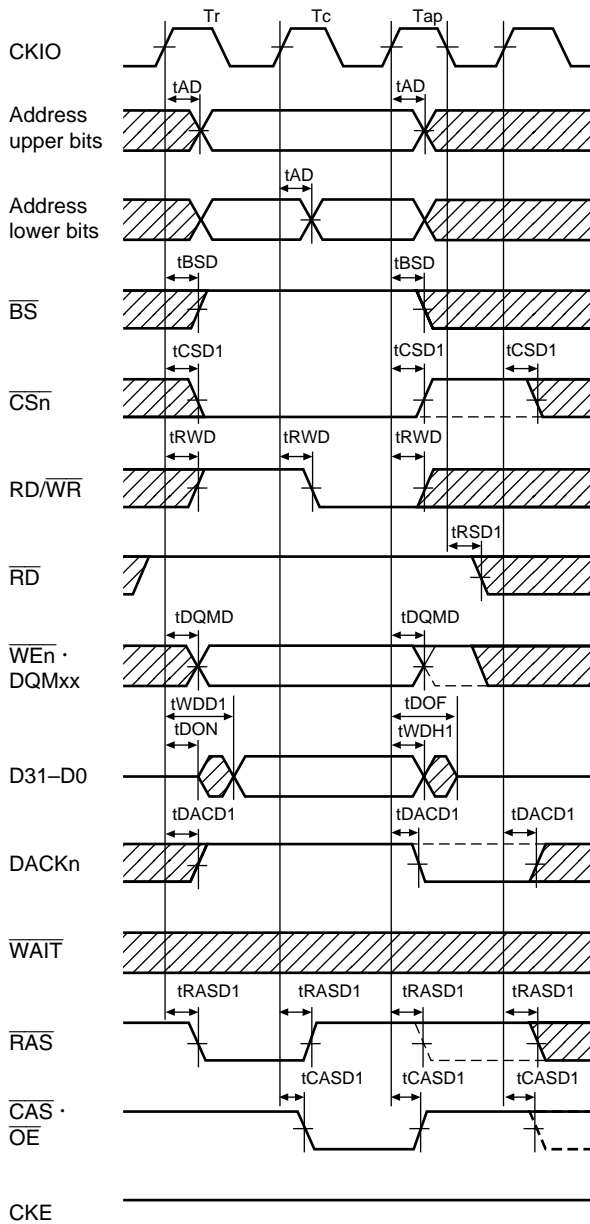 Tr Tc Tap
CKIO
tAD tAD
Address
upper bits
tAD
Address
lower bits
tBSD tBSD
BS
tCSD1 tCSD1 tCSD1
CSn
tRWD tRWD tRWD
RD/WR
tRSD1
RD
tDQMD tDQMD
WEn ·
DQMxx
tWDD1 tDOF
tDON tWDH1
D31–D0
tDACD1 tDACD1 tDACD1
DACKn
WAIT
tRASD1 tRASD1 tRASD1 tRASD1
RAS
tCASD1 tCASD1 tCASD1
CAS ·
OE
CKE